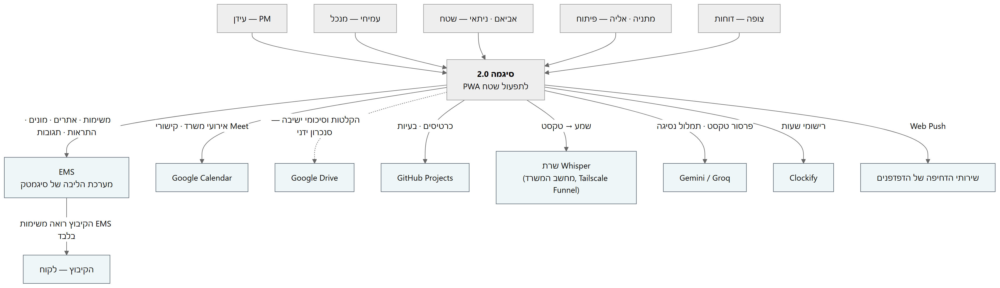 עידן — PM
עמיחי — מנכל
אביאם · ניתאי — שטח
מתניה · אליה — פיתוח
צופה — דוחות
סיגמה 2.0
PWA לתפעול שטח
משימות · אתרים · מונים ·
התראות · תגובות
אירועי משרד · קישורי Meet
הקלטות וסיכומי ישיבה —
סנכרון ידני
כרטיסים · בעיות
שמע → טקסט
פרסור טקסט · תמלול נסיגה
רישומי שעות
Web Push
EMS
מערכת הליבה של סיגמטק
Google Calendar
Google Drive
GitHub Projects
שרת Whisper
(מחשב המשרד, Tailscale
Funnel)
Gemini / Groq
Clockify
שירותי הדחיפה של הדפדפנים
הקיבוץ רואה משימות EMS
בלבד
הקיבוץ — לקוח